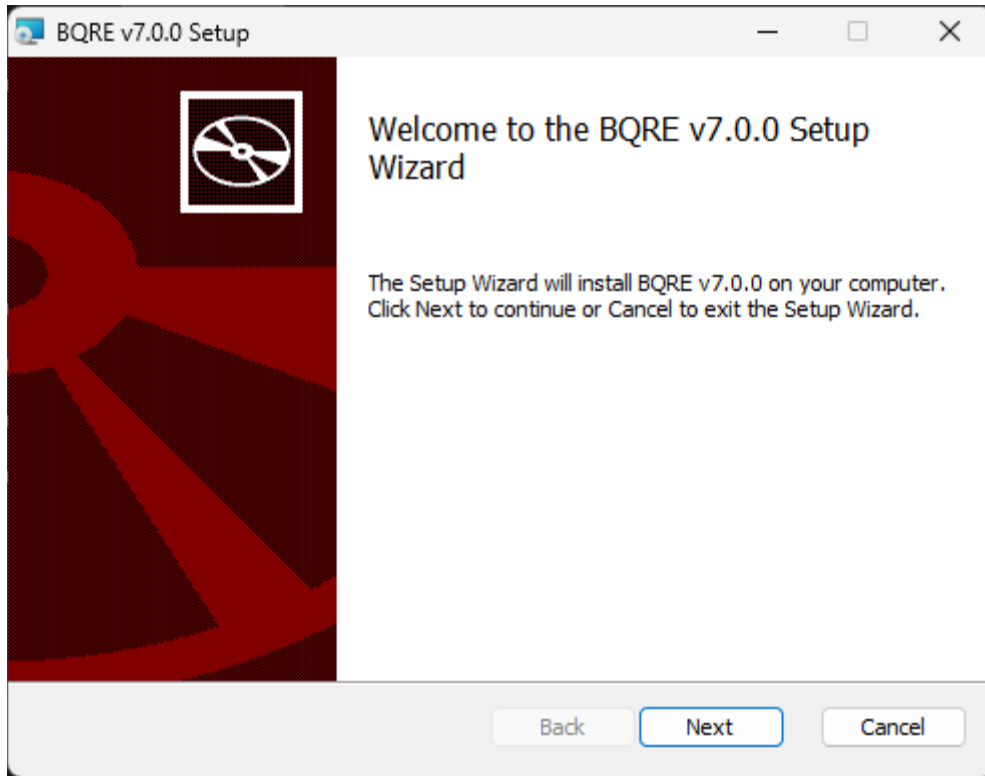 BQRE v7.0.0 Setup
Welcome to the BQRE v7.0.0 Setup
Wizard
The Setup Wizard will install BQRE v7.0.0 on your computer.
Click Next to continue or Cancel to exit the Setup Wizard.
Back Next Cancel